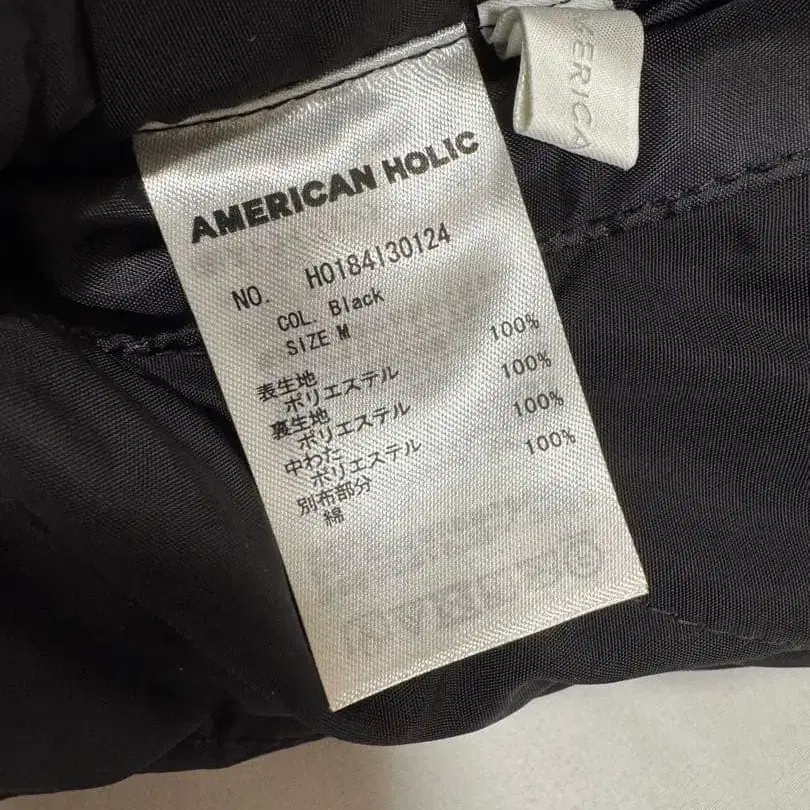 AMERICAN HOLIC
NO. H0184I30124
COL. Black
SIZE M
表生地
ポリエステル 100%
裏生地
ポリエステル 100%
中わた
ポリエステル 100%
別布部分
綿 100%
AMERICA